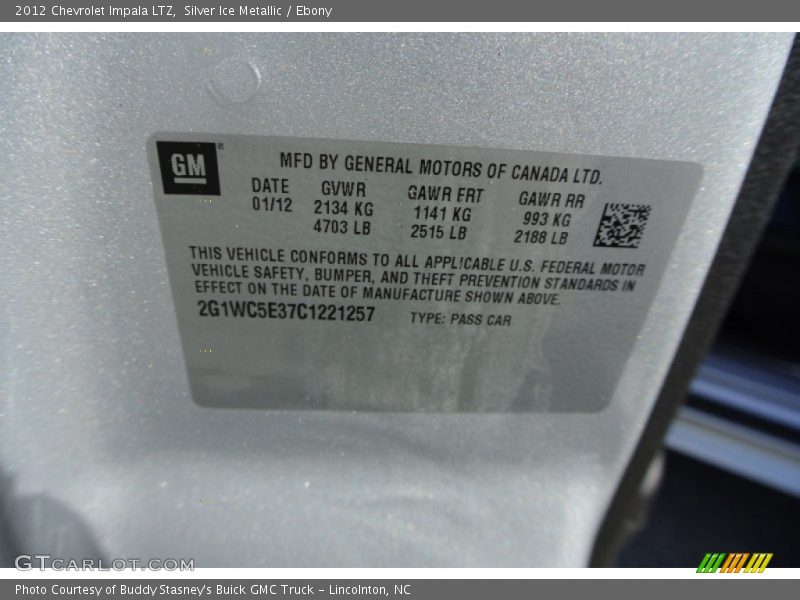 2012 Chevrolet Impala LTZ, Silver Ice Metallic / Ebony
GM
MFD BY GENERAL MOTORS OF CANADA LTD.
DATE GVWR GAWR FRT GAWR RR
01/12 2134 KG 1141 KG 993 KG
4703 LB 2515 LB 2188 LB
THIS VEHICLE CONFORMS TO ALL APPLICABLE U.S. FEDERAL MOTOR
VEHICLE SAFETY, BUMPER, AND THEFT PREVENTION STANDARDS IN
EFFECT ON THE DATE OF MANUFACTURE SHOWN ABOVE.
2G1WC5E37C1221257 TYPE: PASS CAR
GTCARLOT.COM
Photo Courtesy of Buddy Stasney's Buick GMC Truck - Lincolnton, NC